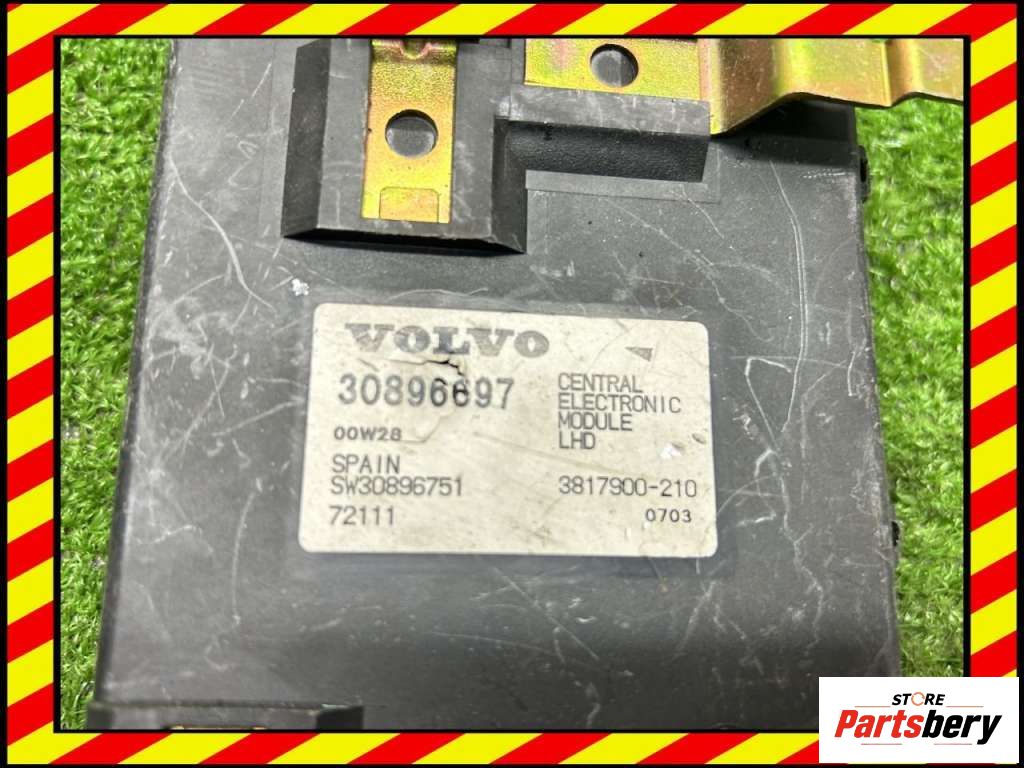 VOLVO
30896697
00W28
SPAIN
SW30896751
72111
CENTRAL
ELECTRONIC
MODULE
LHD
3817900-210
0703
STORE
Partsbery